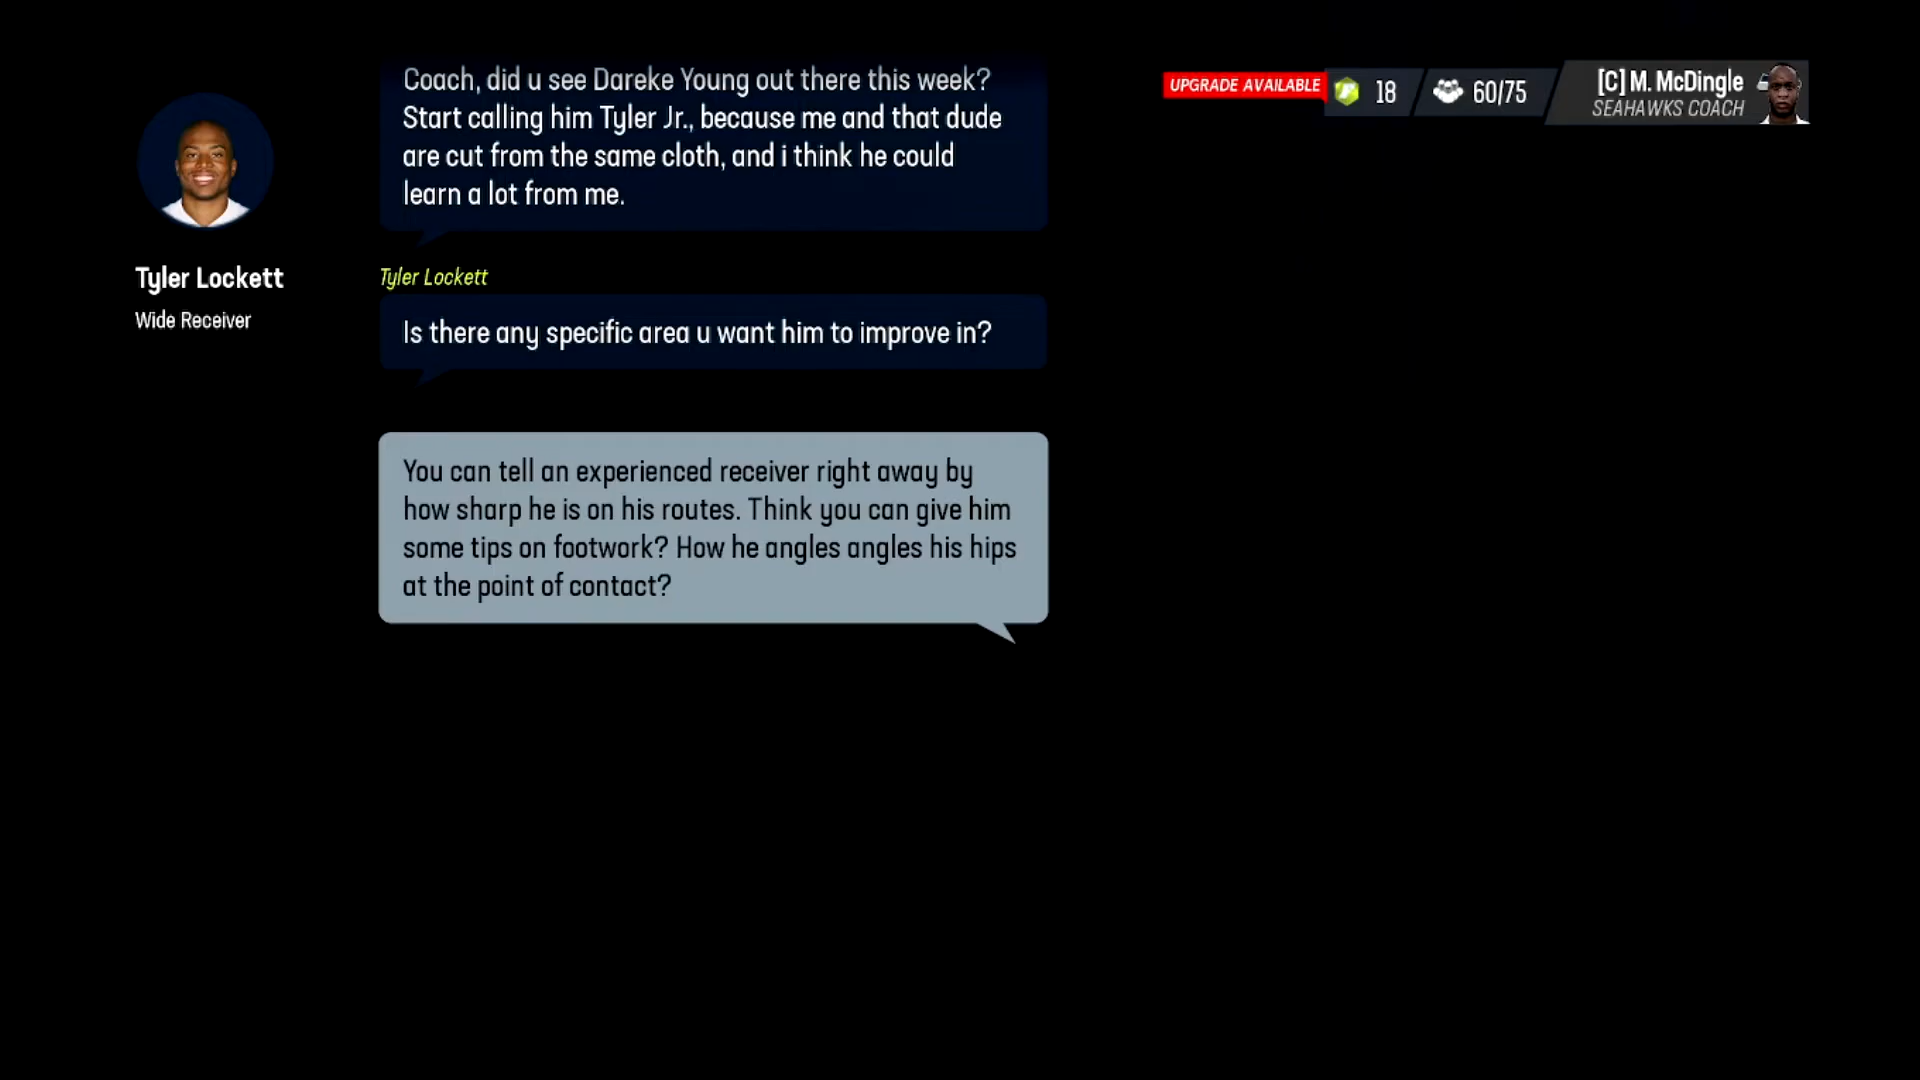 Coach, did u see Dareke Young out there this week?
Start calling him Tyler Jr., because me and that dude
are cut from the same cloth, and i think he could
learn a lot from me.
UPGRADE AVAILABLE
18
60/75
[C] M. McDingle
SEAHAWKS COACH
Tyler Lockett
Wide Receiver
Tyler Lockett
Is there any specific area u want him to improve in?
You can tell an experienced receiver right away by
how sharp he is on his routes. Think you can give him
some tips on footwork? How he angles angles his hips
at the point of contact?